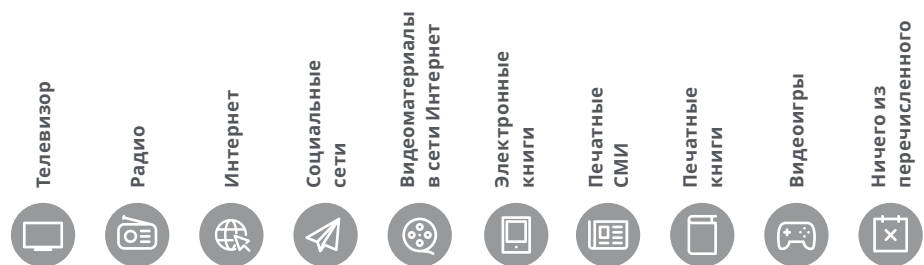 Телевизор
Радио
Интернет
Социальные
сети
Видеоматериалы
в сети Интернет
Электронные
книги
Печатные
СМИ
Печатные
книги
Видеоигры
Ничего из
перечисленного